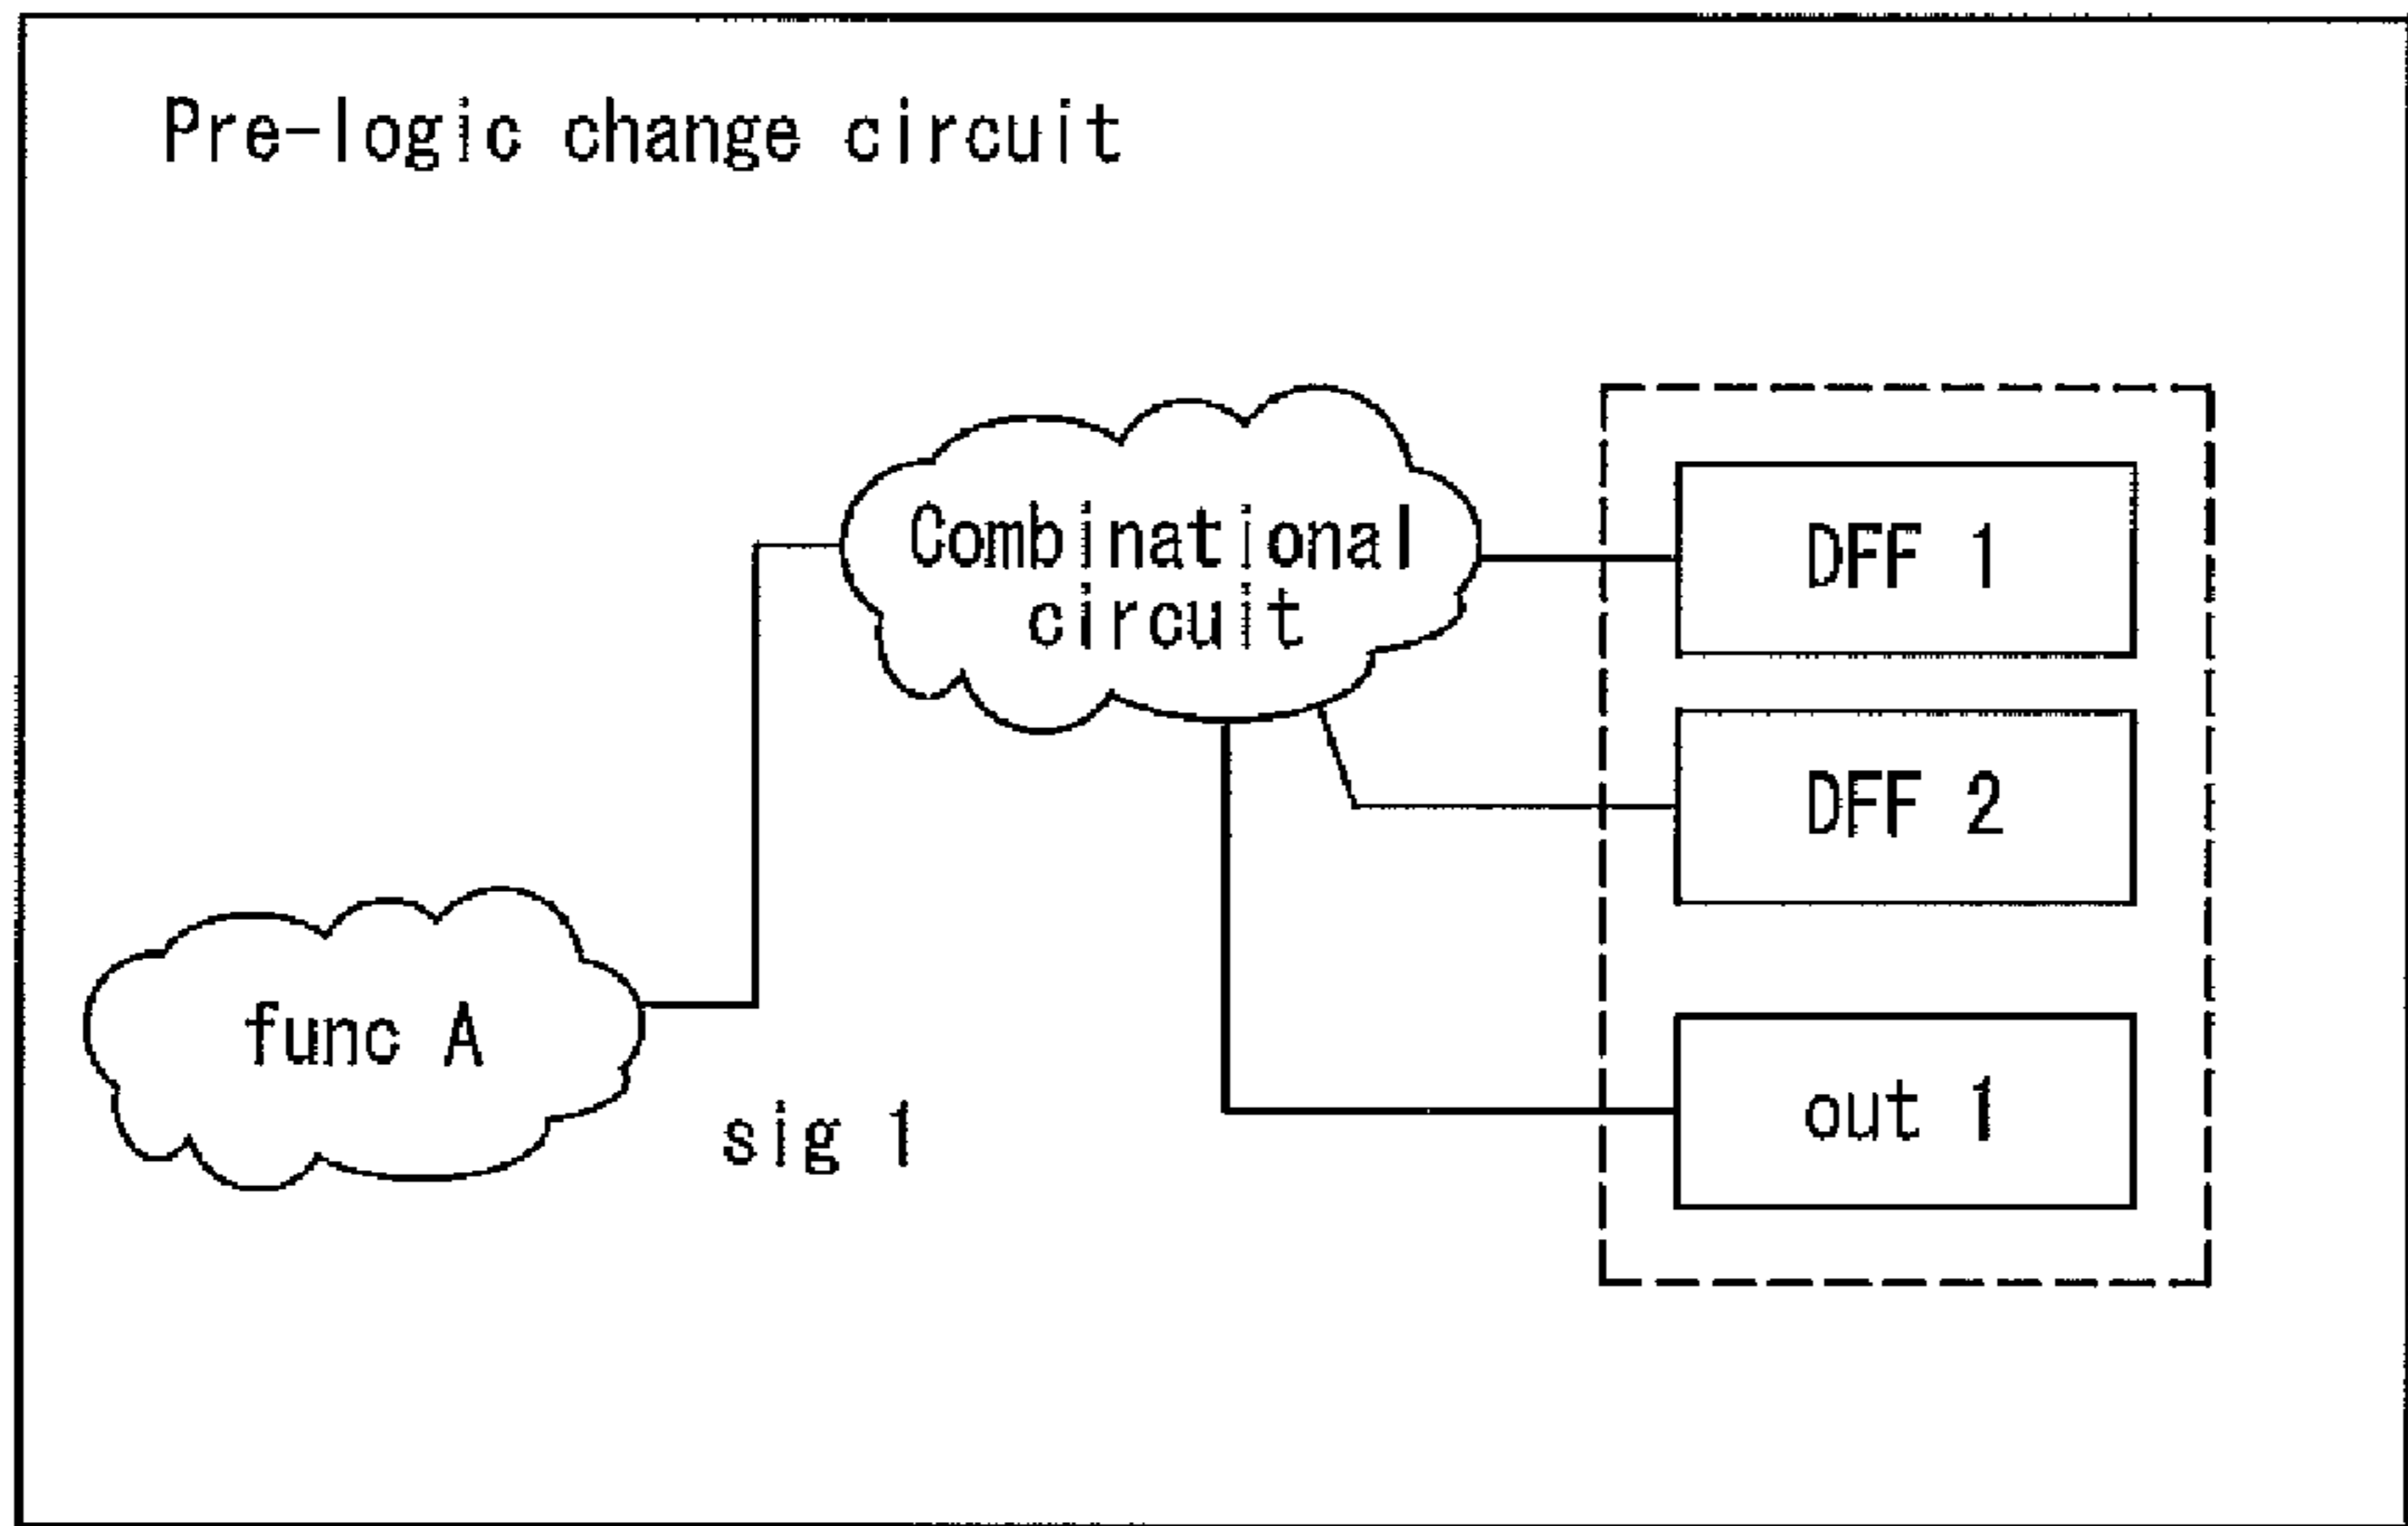 Pre-logic change circuit
Combinational
circuit
DFF 1
DFF 2
func A
sig 1
out 1